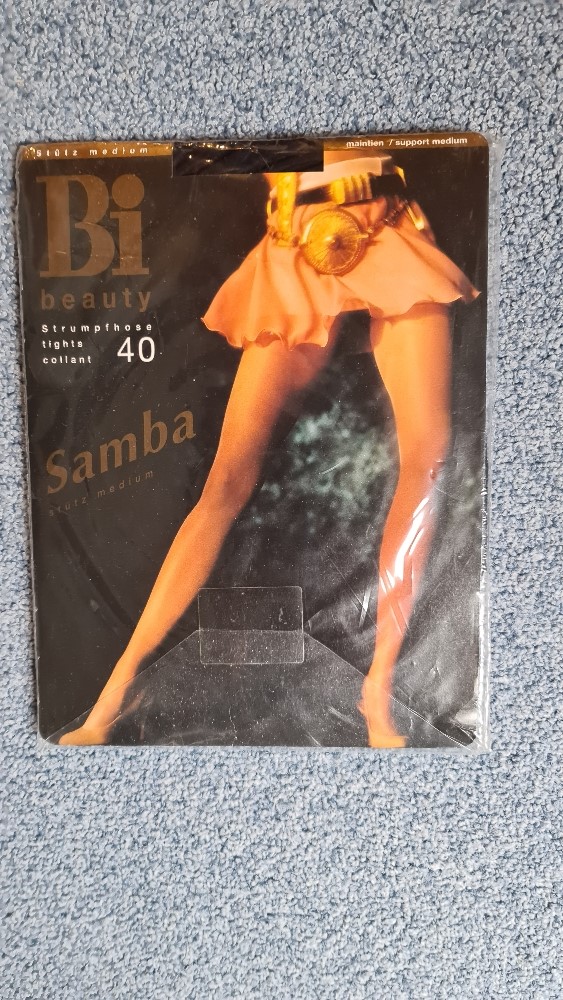 Stütz medium
maintien / support medium
Bi
beauty
Strumpfhose
tights
collant
40
Samba
stütz medium